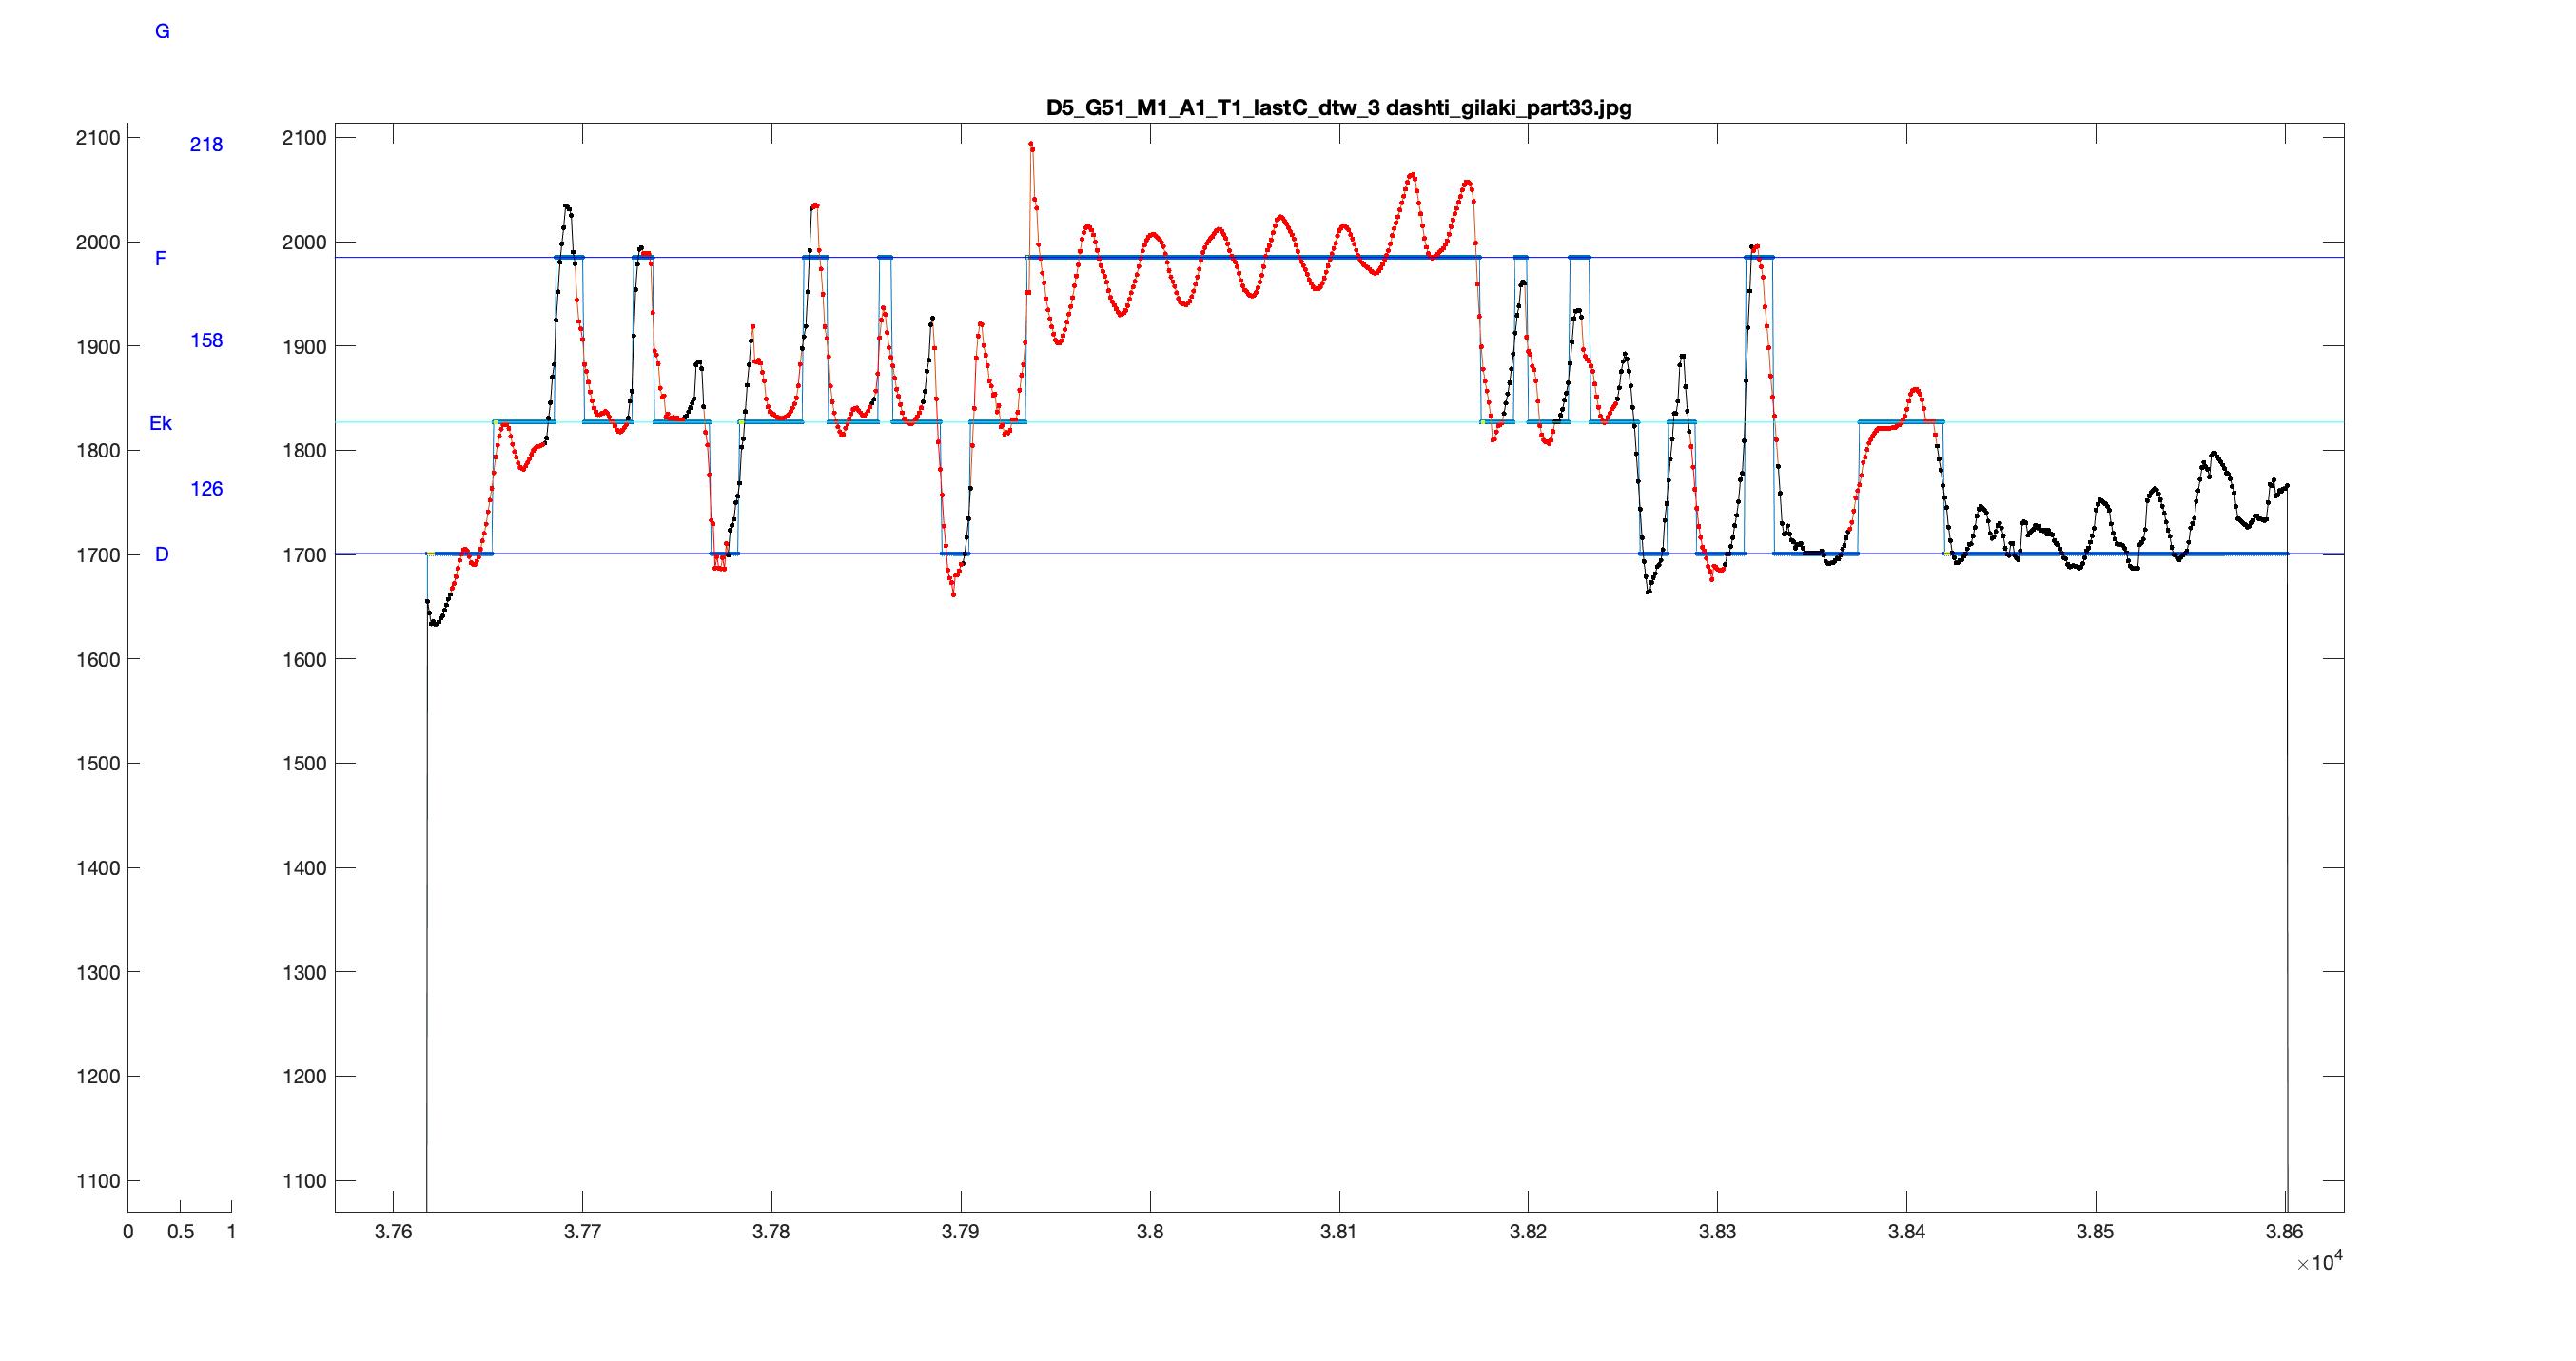 G
D5_G51_M1_A1_T1_lastC_dtw_3 dashti_gilaki_part33.jpg
2100 218 2100
2000 2000
F
1900 158 1900
Ek
1800 1800
126
1700 D 1700
1600 1600
1500 1500
1400 1400
1300 1300
1200 1200
1100 1100
0 0.5 1 3.76 3.77 3.78 3.79 3.8 3.81 3.82 3.83 3.84 3.85 3.86
×10⁴